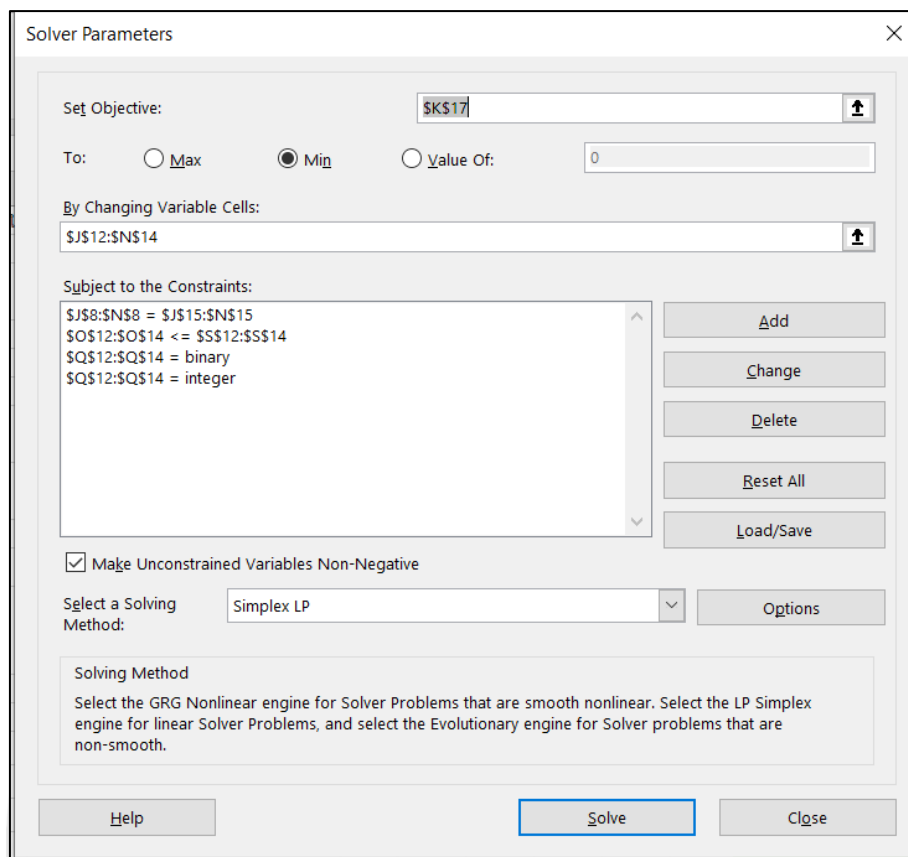 Solver Parameters
Set Objective: $K$17
To: Max Min Value Of: 0
By Changing Variable Cells:
$J$12:$N$14
Subject to the Constraints:
$J$8:$N$8 = $J$15:$N$15
$O$12:$O$14 <= $S$12:$S$14
$Q$12:$Q$14 = binary
$Q$12:$Q$14 = integer
Add
Change
Delete
Reset All
Load/Save
Make Unconstrained Variables Non-Negative
Select a Solving
Method:
Simplex LP
Options
Solving Method
Select the GRG Nonlinear engine for Solver Problems that are smooth nonlinear. Select the LP Simplex
engine for linear Solver Problems, and select the Evolutionary engine for Solver problems that are
non-smooth.
Help Solve Close